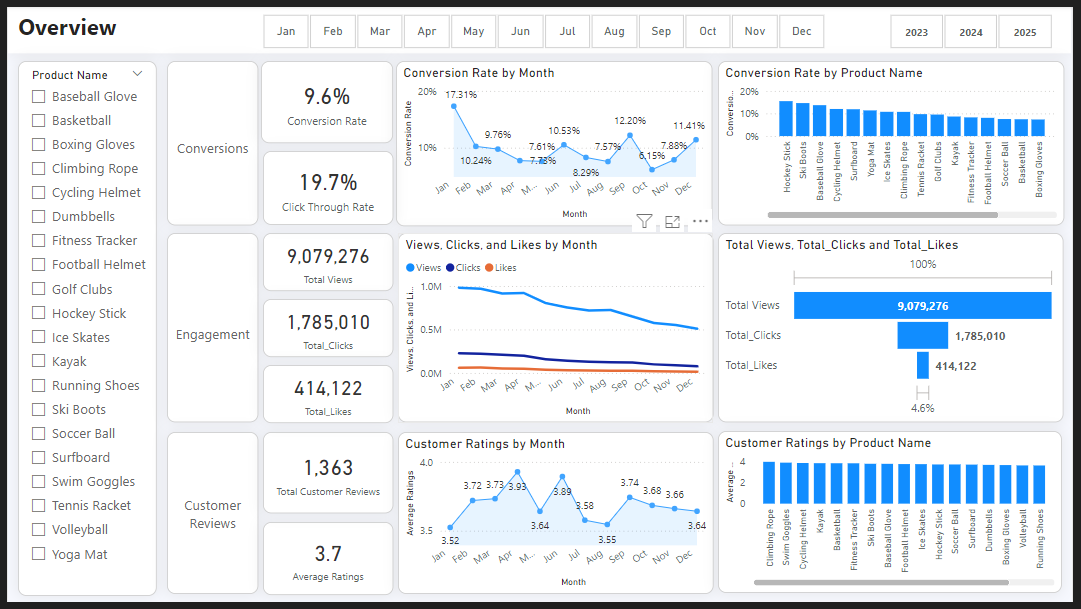 Overview
Jan
Feb
Mar
Apr
May
Jun
Jul
Aug
Sep
Oct
Nov
Dec
2023
2024
2025
Product Name
Baseball Glove
Basketball
Boxing Gloves
Climbing Rope
Cycling Helmet
Dumbbells
Fitness Tracker
Football Helmet
Golf Clubs
Hockey Stick
Ice Skates
Kayak
Running Shoes
Ski Boots
Soccer Ball
Surfboard
Swim Goggles
Tennis Racket
Volleyball
Yoga Mat
Conversions
9.6%
Conversion Rate
19.7%
Click Through Rate
Conversion Rate by Month
Conversion Rate
20%
10%
17.31%
10.24%
9.76%
7.61%
7.73%
10.53%
8.29%
7.57%
12.20%
6.15%
7.88%
11.41%
Jan
Feb
Mar
Apr
M...
Jun
Jul
Aug
Sep
Oct
Nov
Dec
Month
Conversion Rate by Product Name
Conversio...
20%
10%
0%
Hockey Stick
Ski Boots
Baseball Glove
Cycling Helmet
Surfboard
Yoga Mat
Ice Skates
Climbing Rope
Tennis Racket
Golf Clubs
Kayak
Fitness Tracker
Football Helmet
Soccer Ball
Basketball
Boxing Gloves
Engagement
9,079,276
Total Views
1,785,010
Total_Clicks
414,122
Total_Likes
Views, Clicks, and Likes by Month
Views
Clicks
Likes
Views, Clicks, and Li...
1.0M
0.5M
0.0M
Jan
Feb
Mar
Apr
M...
Jun
Jul
Aug
Sep
Oct
Nov
Dec
Month
Total Views, Total_Clicks and Total_Likes
100%
Total Views
9,079,276
Total_Clicks
1,785,010
Total_Likes
414,122
4.6%
Customer
Reviews
1,363
Total Customer Reviews
3.7
Average Ratings
Customer Ratings by Month
Average Ratings
4.0
3.5
3.52
3.72
3.73
3.93
3.64
3.89
3.58
3.55
3.74
3.68
3.66
3.64
Jan
Feb
Mar
Apr
M...
Jun
Jul
Aug
Sep
Oct
Nov
Dec
Month
Customer Ratings by Product Name
Average ...
4
2
0
Climbing Rope
Swim Goggles
Cycling Helmet
Kayak
Basketball
Fitness Tracker
Ski Boots
Baseball Glove
Football Helmet
Ice Skates
Hockey Stick
Soccer Ball
Surfboard
Dumbbells
Boxing Gloves
Volleyball
Running Shoes